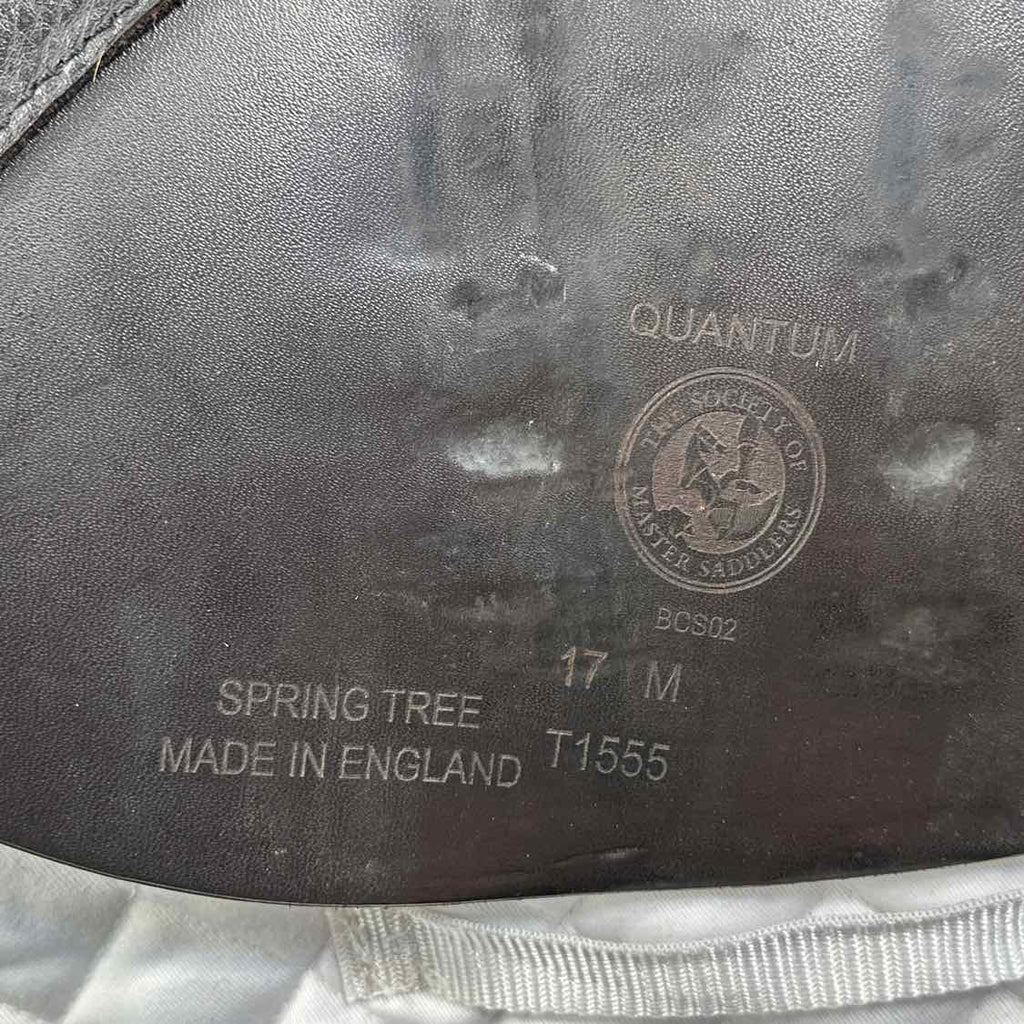 QUANTUM
THE SOCIETY OF
MASTER SADDLERS
BCS02
17 M
SPRING TREE
T1555
MADE IN ENGLAND